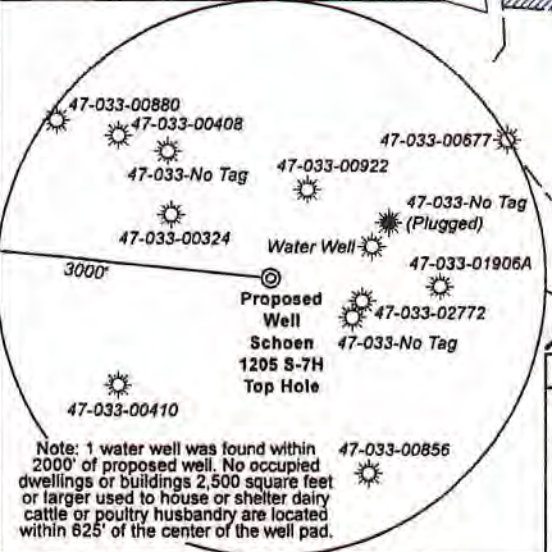 47-033-00880
47-033-00408
47-033-00677
47-033-No Tag
47-033-00922
47-033-No Tag
(Plugged)
47-033-00324
Water Well
47-033-01906A
3000'
Proposed
Well
Schoen
1205 S-7H
Top Hole
47-033-02772
47-033-No Tag
47-033-00410
Note: 1 water well was found within
2000' of proposed well. No occupied
dwellings or buildings 2,500 square feet
or larger used to house or shelter dairy
cattle or poultry husbandry are located
within 625' of the center of the well pad.
47-033-00856